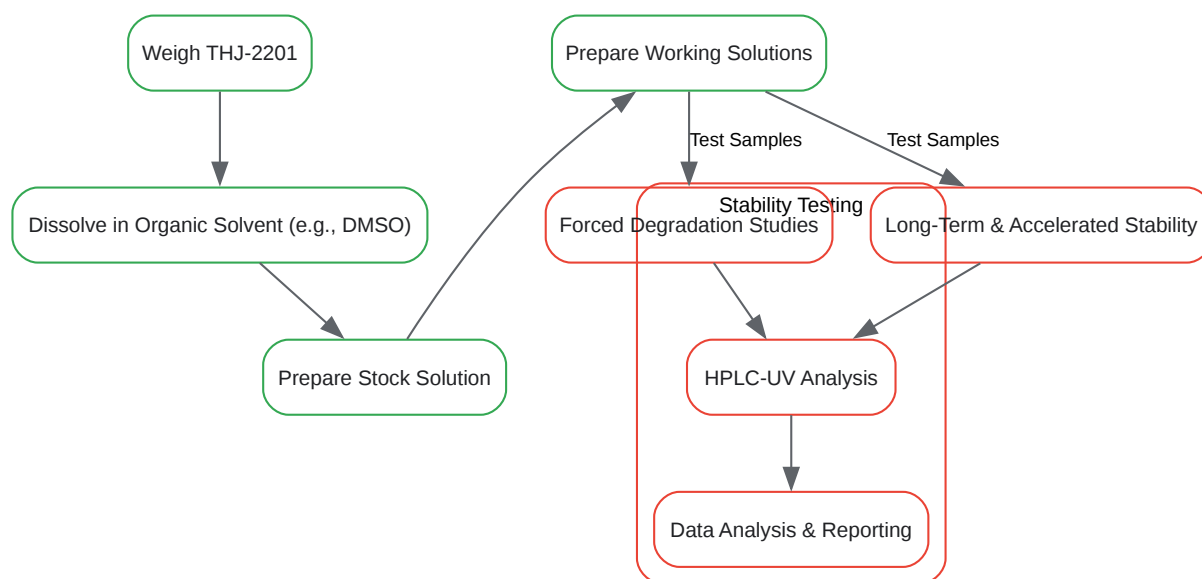 Weigh THJ-2201
Prepare Working Solutions
Test Samples
Test Samples
Stability Testing
Dissolve in Organic Solvent (e.g., DMSO)
Forced Degradation Studies
Long-Term & Accelerated Stability
Prepare Stock Solution
HPLC-UV Analysis
Data Analysis & Reporting